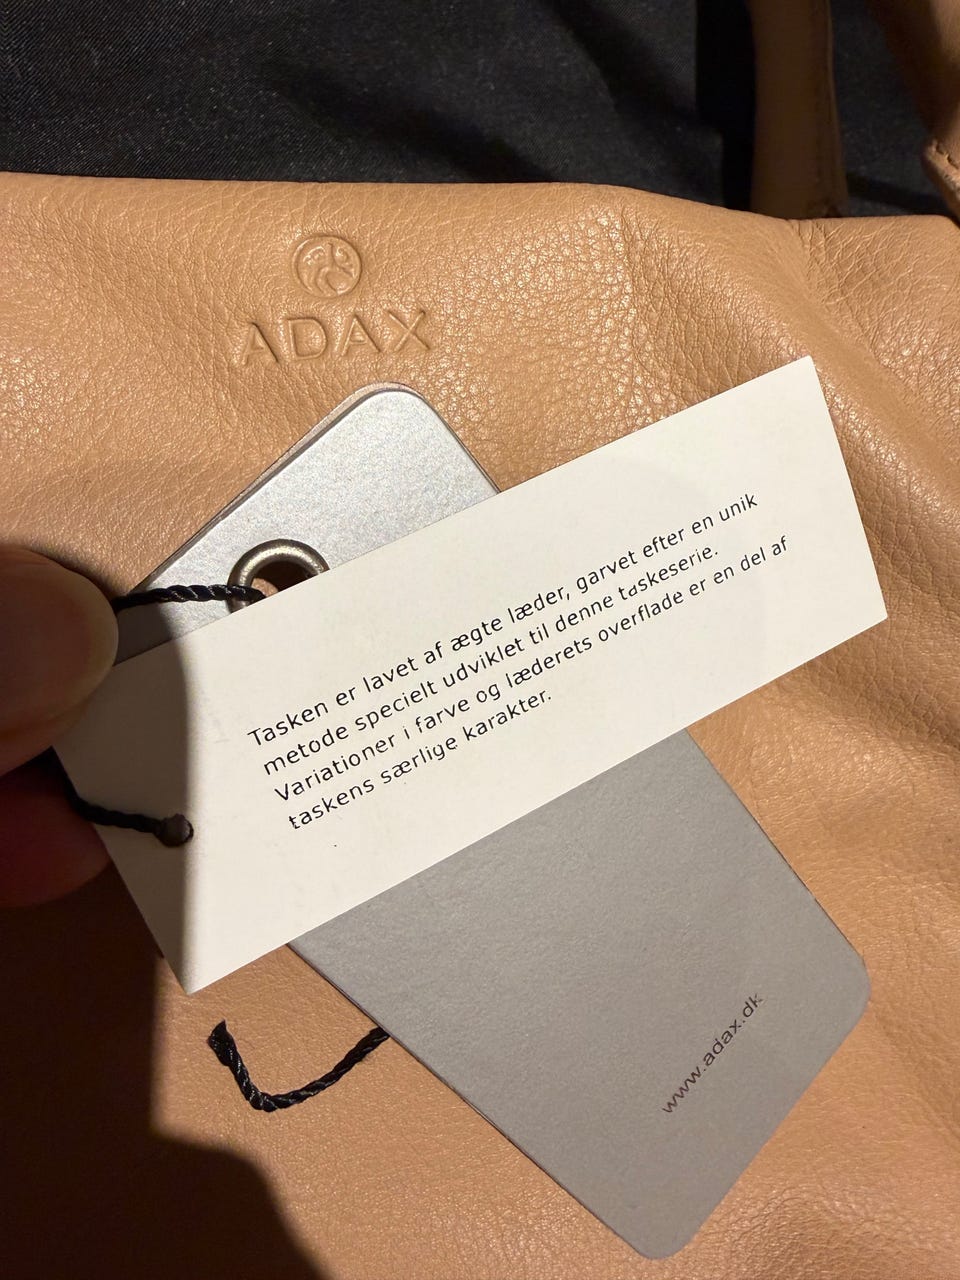 ADAX
Tasken er lavet af ægte læder, garvet efter en unik
metode specielt udviklet til denne taskeserie.
Variationer i farve og læderets overflade er en del af
taskens særlige karakter.
www.adax.dk